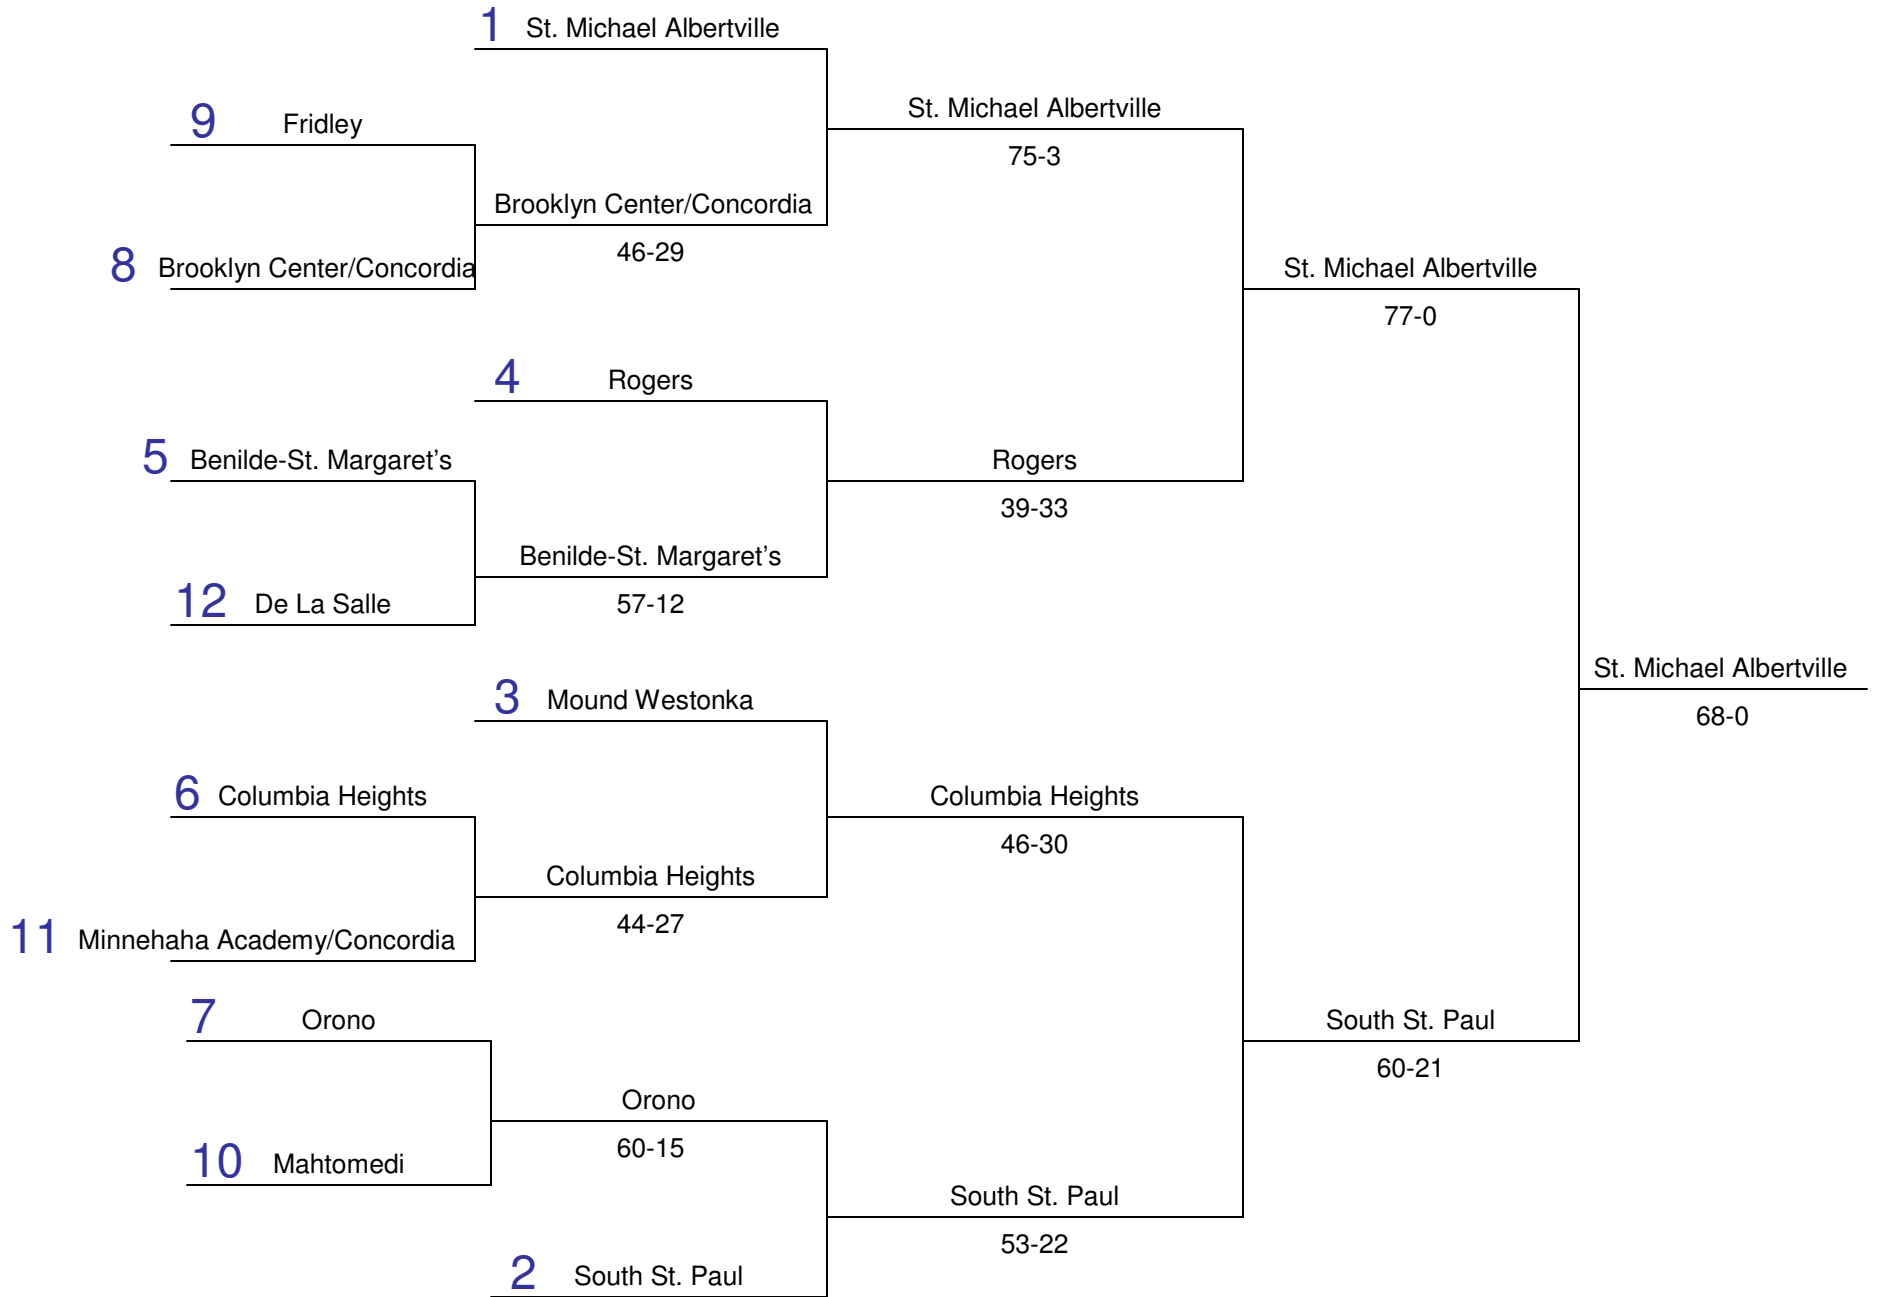 1 St. Michael Albertville
St. Michael Albertville
9 Fridley
75-3
Brooklyn Center/Concordia
46-29
8 Brooklyn Center/Concordia
St. Michael Albertville
77-0
4 Rogers
5 Benilde-St. Margaret’s
Rogers
39-33
Benilde-St. Margaret’s
57-12
12 De La Salle
St. Michael Albertville
68-0
3 Mound Westonka
6 Columbia Heights
Columbia Heights
46-30
Columbia Heights
44-27
11 Minnehaha Academy/Concordia
7 Orono
South St. Paul
60-21
Orono
60-15
10 Mahtomedi
South St. Paul
53-22
2 South St. Paul